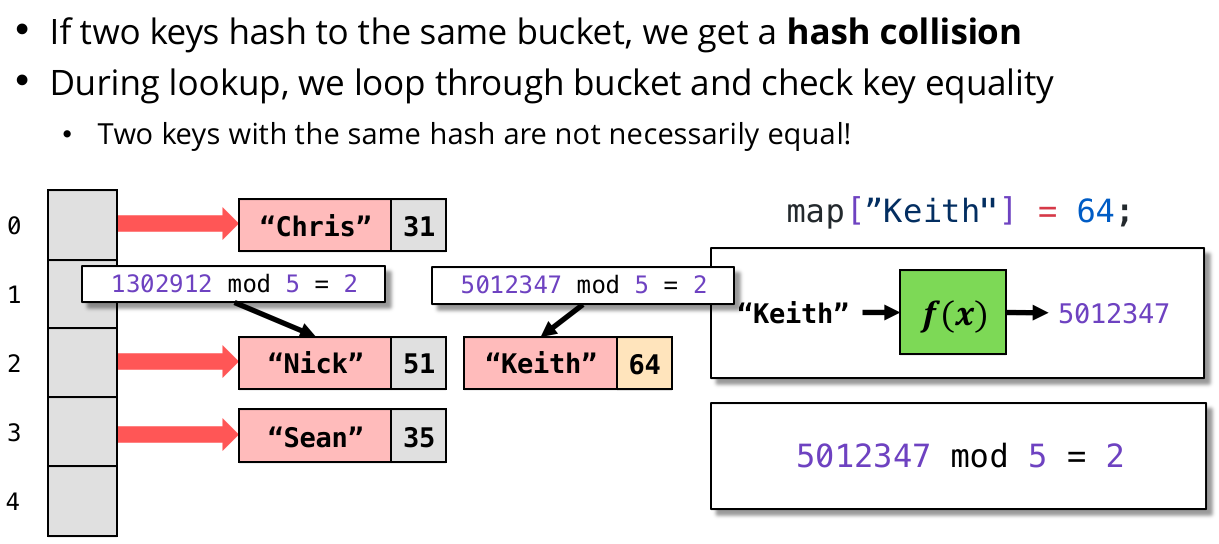 • If two keys hash to the same bucket, we get a hash collision
• During lookup, we loop through bucket and check key equality
• Two keys with the same hash are not necessarily equal!
map[”Keith"] = 64;
0
“Chris” 31
1
1302912 mod 5 = 2
5012347 mod 5 = 2
“Keith”
f(x)
5012347
2
“Nick” 51
“Keith” 64
3
“Sean” 35
5012347 mod 5 = 2
4